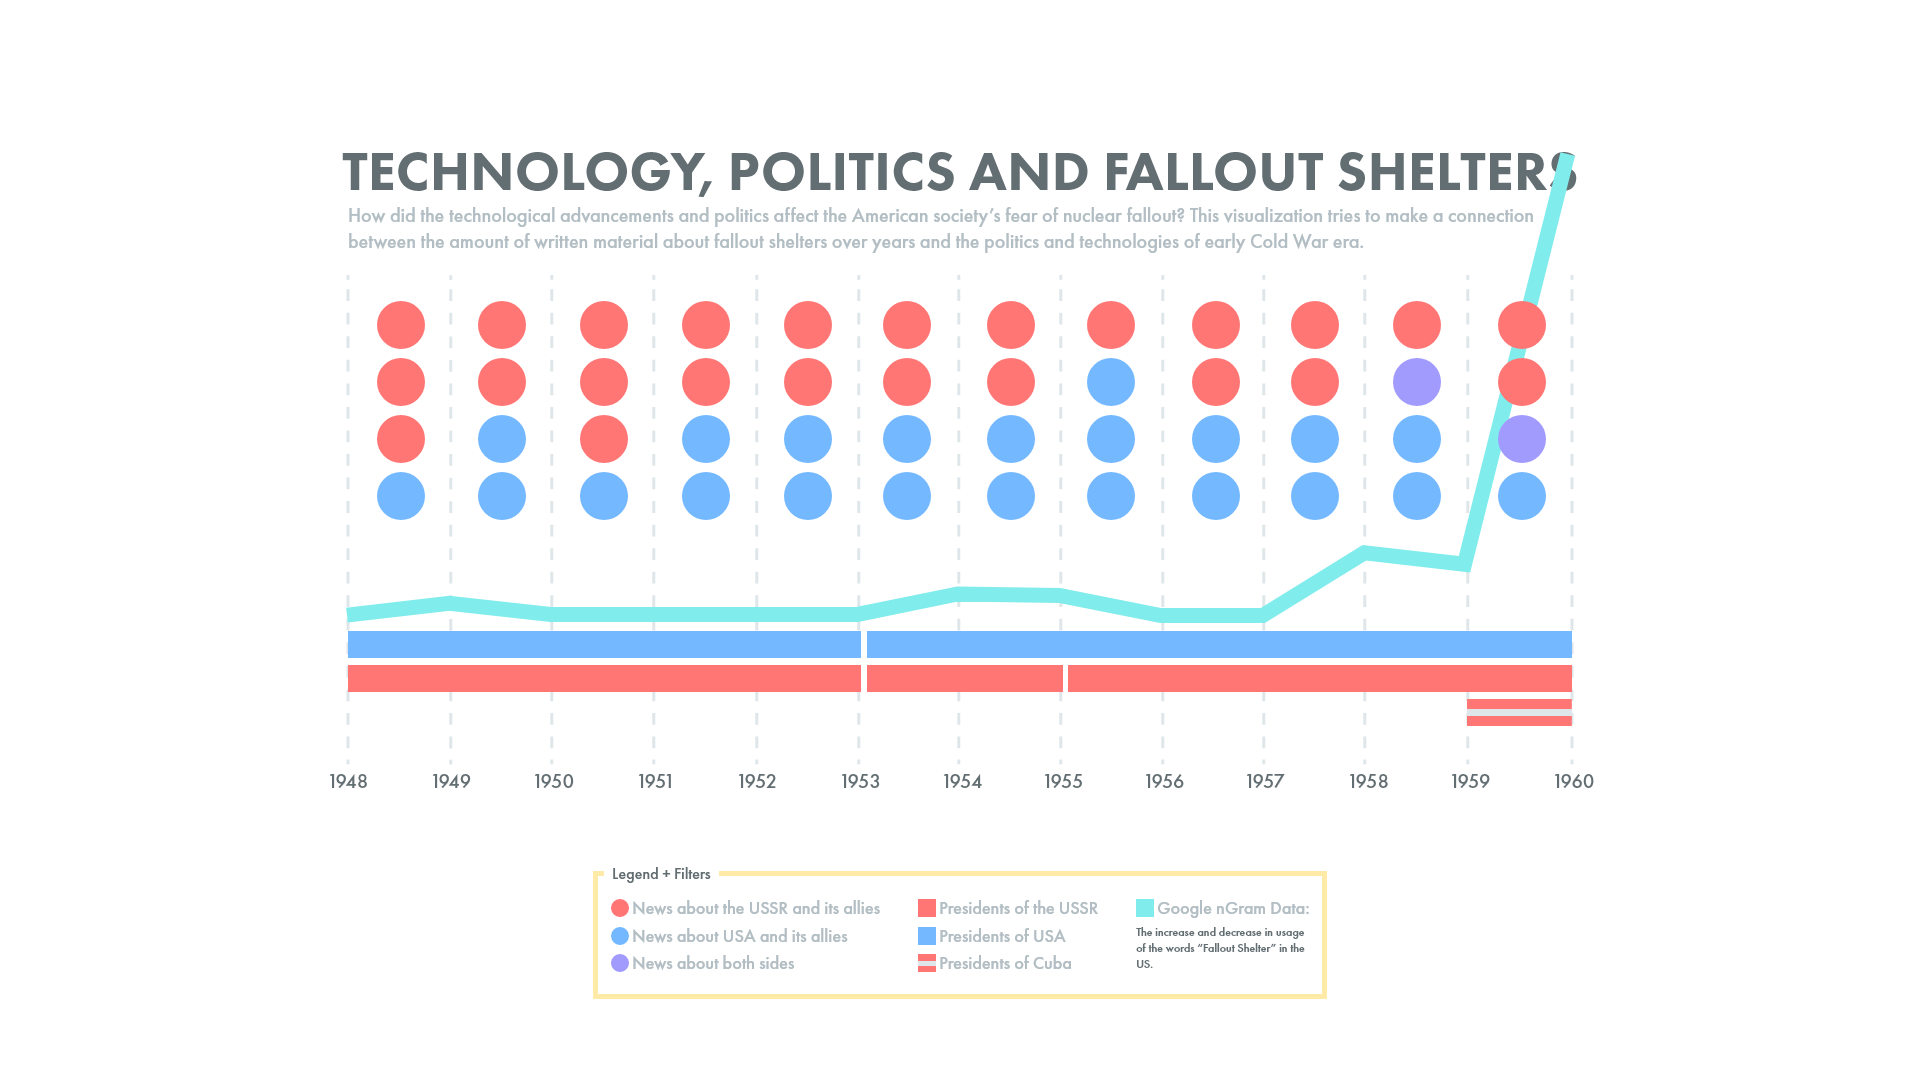 TECHNOLOGY, POLITICS AND FALLOUT SHELTERS
How did the technological advancements and politics affect the American society's fear of nuclear fallout? This visualization tries to make a connection
between the amount of written material about fallout shelters over years and the politics and technologies of early Cold War era.
1948 1949 1950 1951 1952 1953 1954 1955 1956 1957 1958 1959 1960
Legend + Filters
News about the USSR and its allies
News about USA and its allies
News about both sides
Presidents of the USSR
Presidents of USA
Presidents of Cuba
Google nGram Data:
The increase and decrease in usage
of the words “Fallout Shelter” in the
US.